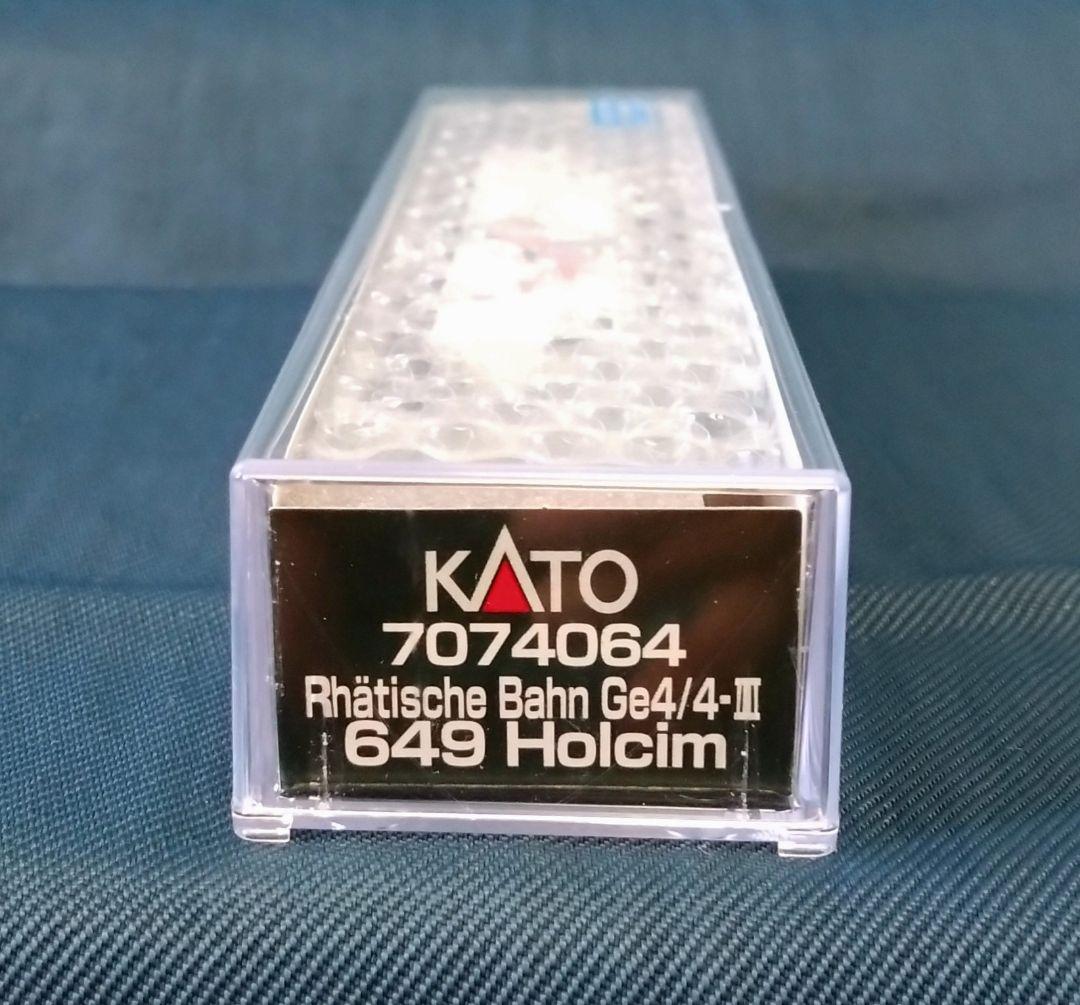 KATO
7074064
Rhätische Bahn Ge4/4-III
649 Holcim